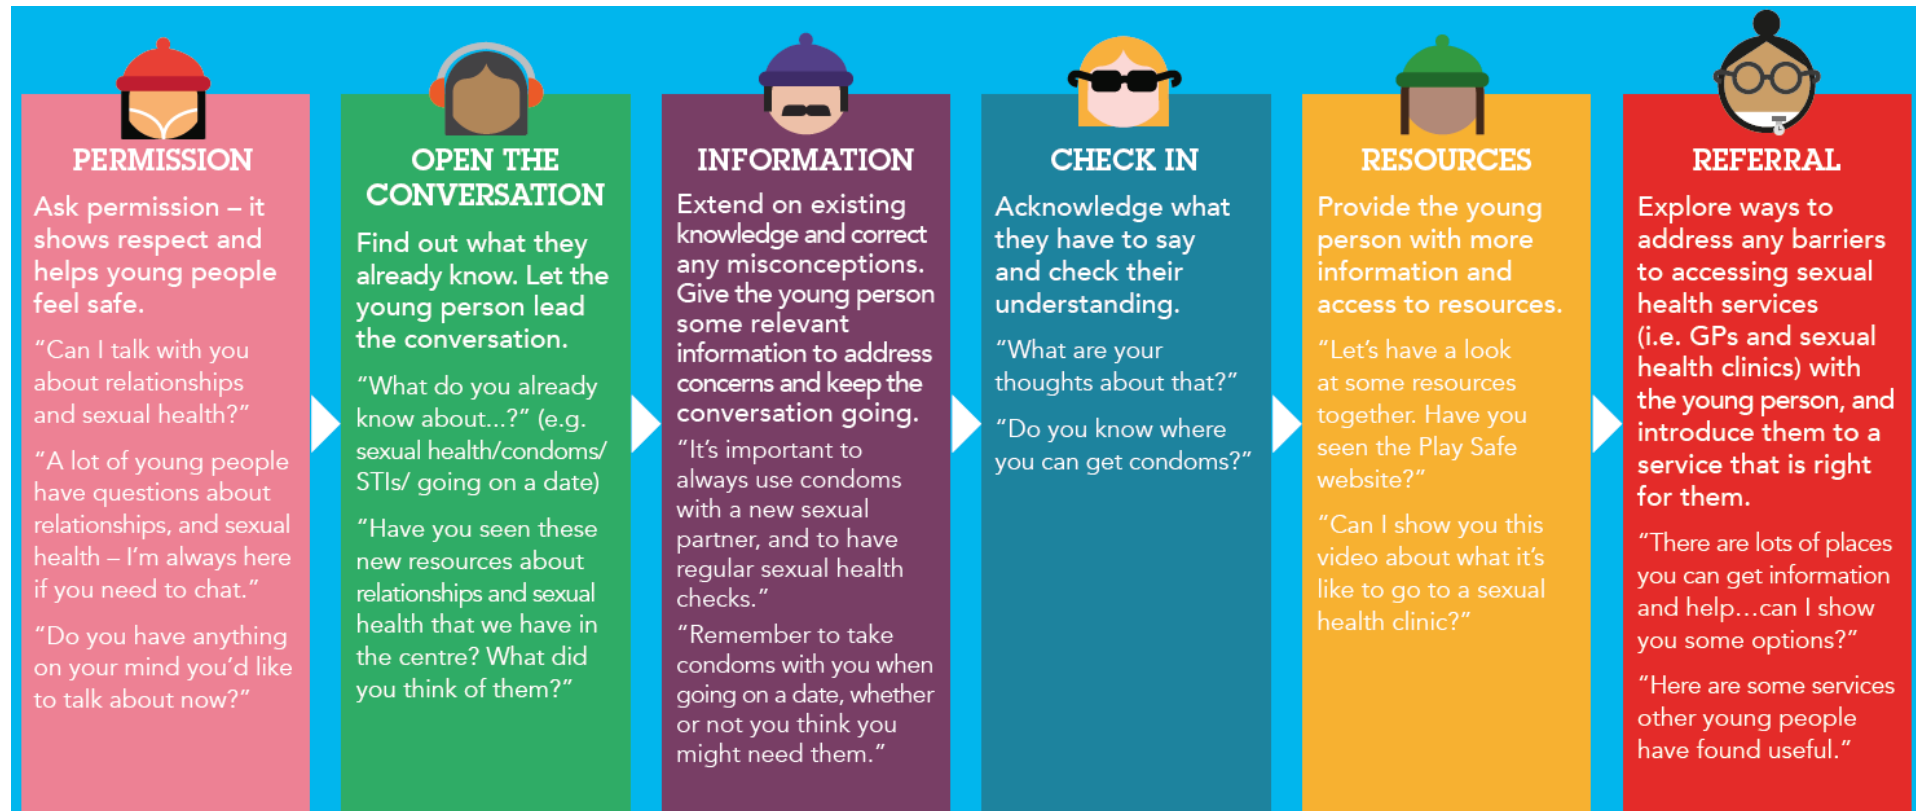 PERMISSION
Ask permission – it
shows respect and
helps young people
feel safe.
“Can I talk with you
about relationships
and sexual health?”
“A lot of young people
have questions about
relationships, and sexual
health – I’m always here
if you need to chat.”
“Do you have anything
on your mind you’d like
to talk about now?”
OPEN THE
CONVERSATION
Find out what they
already know. Let the
young person lead
the conversation.
“What do you already
know about...?” (e.g.
sexual health/condoms/
STIs/ going on a date)
“Have you seen these
new resources about
relationships and sexual
health that we have in
the centre? What did
you think of them?”
INFORMATION
Extend on existing
knowledge and correct
any misconceptions.
Give the young person
some relevant
information to address
concerns and keep the
conversation going.
“It’s important to
always use condoms
with a new sexual
partner, and to have
regular sexual health
checks.”
“Remember to take
condoms with you when
going on a date, whether
or not you think you
might need them.”
CHECK IN
Acknowledge what
they have to say
and check their
understanding.
“What are your
thoughts about that?”
“Do you know where
you can get condoms?”
RESOURCES
Provide the young
person with more
information and
access to resources.
“Let’s have a look
at some resources
together. Have you
seen the Play Safe
website?”
“Can I show you this
video about what it’s
like to go to a sexual
health clinic?”
REFERRAL
Explore ways to
address any barriers
to accessing sexual
health services
(i.e. GPs and sexual
health clinics) with
the young person, and
introduce them to a
service that is right
for them.
“There are lots of places
you can get information
and help…can I show
you some options?”
“Here are some services
other young people
have found useful.”